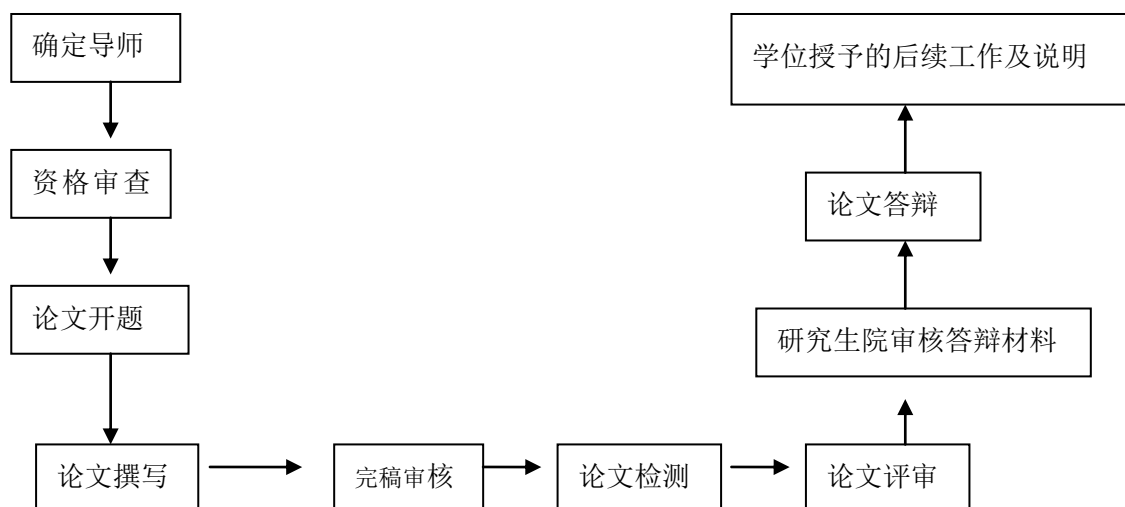 确定导师
资格审查
论文开题
论文撰写
完稿审核
论文检测
论文评审
研究生院审核答辩材料
论文答辩
学位授予的后续工作及说明